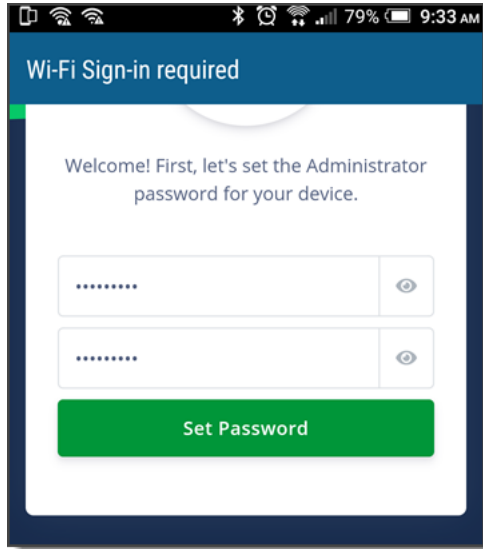 79% 9:33 AM
Wi-Fi Sign-in required
Welcome! First, let's set the Administrator
password for your device.
•••••••••
•••••••••
Set Password